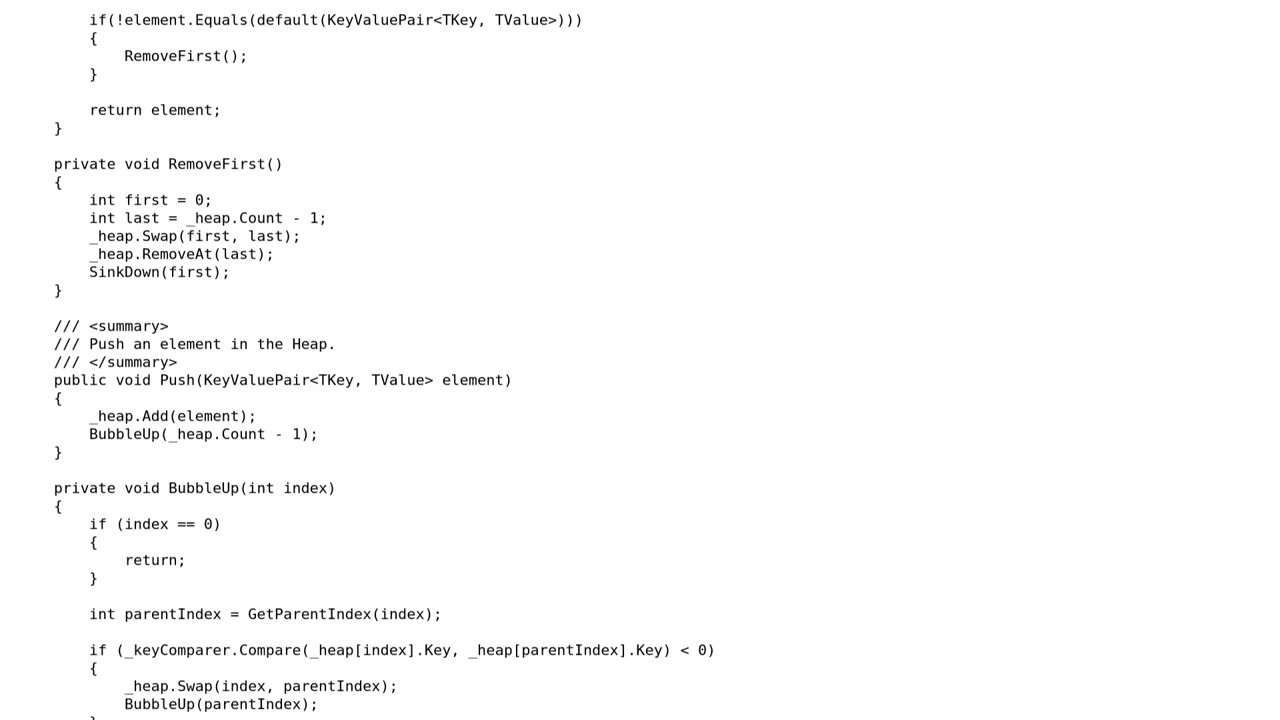 if(!element.Equals(default(KeyValuePair<TKey, TValue>)))
{
RemoveFirst();
}
return element;
}
private void RemoveFirst()
{
int first = 0;
int last = _heap.Count - 1;
_heap.Swap(first, last);
_heap.RemoveAt(last);
SinkDown(first);
}
/// <summary>
/// Push an element in the Heap.
/// </summary>
public void Push(KeyValuePair<TKey, TValue> element)
{
_heap.Add(element);
BubbleUp(_heap.Count - 1);
}
private void BubbleUp(int index)
{
if (index == 0)
{
return;
}
int parentIndex = GetParentIndex(index);
if (_keyComparer.Compare(_heap[index].Key, _heap[parentIndex].Key) < 0)
{
_heap.Swap(index, parentIndex);
BubbleUp(parentIndex);
}